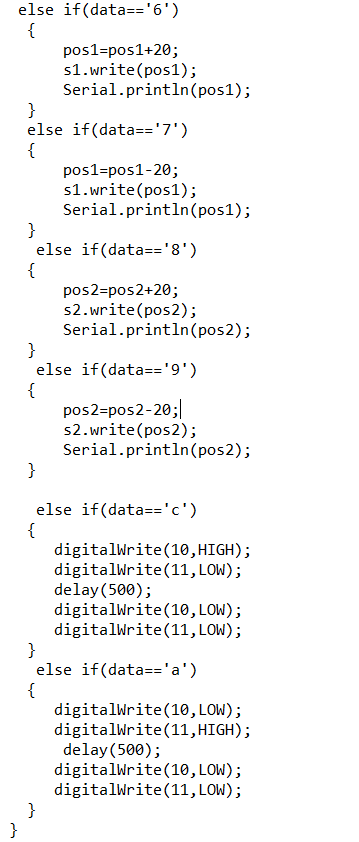 else if(data=='6')
{
pos1=pos1+20;
s1.write(pos1);
Serial.println(pos1);
}
else if(data=='7')
{
pos1=pos1-20;
s1.write(pos1);
Serial.println(pos1);
}
else if(data=='8')
{
pos2=pos2+20;
s2.write(pos2);
Serial.println(pos2);
}
else if(data=='9')
{
pos2=pos2-20;
s2.write(pos2);
Serial.println(pos2);
}
else if(data=='c')
{
digitalWrite(10,HIGH);
digitalWrite(11,LOW);
delay(500);
digitalWrite(10,LOW);
digitalWrite(11,LOW);
}
else if(data=='a')
{
digitalWrite(10,LOW);
digitalWrite(11,HIGH);
delay(500);
digitalWrite(10,LOW);
digitalWrite(11,LOW);
}
}